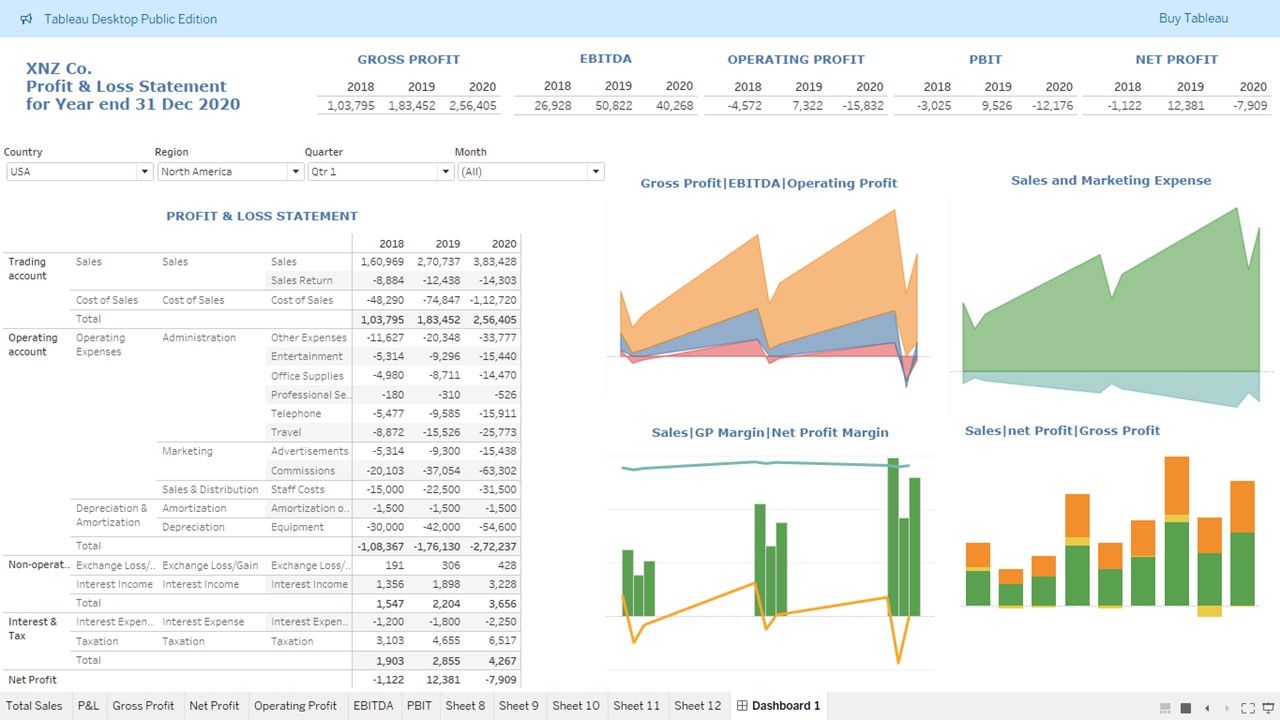 Tableau Desktop Public Edition
Buy Tableau
XNZ Co.
Profit & Loss Statement
for Year end 31 Dec 2020
GROSS PROFIT
2018 2019 2020
1,03,795 1,83,452 2,56,405
EBITDA
2018 2019 2020
26,928 50,822 40,268
OPERATING PROFIT
2018 2019 2020
-4,572 7,322 -15,832
PBIT
2018 2019 2020
-3,025 9,526 -12,176
NET PROFIT
2018 2019 2020
-1,122 12,381 -7,909
Country Region Quarter Month
USA North America Qtr 1 (All)
PROFIT & LOSS STATEMENT
2018 2019 2020
Trading account Sales Sales Sales 1,60,969 2,70,737 3,83,428
Sales Return -8,884 -12,438 -14,303
Cost of Sales Cost of Sales Cost of Sales -48,290 -74,847 -1,12,720
Total 1,03,795 1,83,452 2,56,405
Operating account Operating Expenses Administration Other Expenses -11,627 -20,348 -33,777
Entertainment -5,314 -9,296 -15,440
Office Supplies -4,980 -8,711 -14,470
Professional Se.. -180 -310 -526
Telephone -5,477 -9,585 -15,911
Travel -8,872 -15,526 -25,773
Marketing Advertisements -5,314 -9,300 -15,438
Commissions -20,103 -37,054 -63,302
Sales & Distribution Staff Costs -15,000 -22,500 -31,500
Depreciation & Amortization Amortization Amortization o.. -1,500 -1,500 -1,500
Depreciation Equipment -30,000 -42,000 -54,600
Total -1,08,367 -1,76,130 -2,72,237
Non-operat.. Exchange Loss/.. Exchange Loss/Gain Exchange Loss/.. 191 306 428
Interest Income Interest Income Interest Income 1,356 1,898 3,228
Total 1,547 2,204 3,656
Interest & Tax Interest Expen.. Interest Expense Interest Expen.. -1,200 -1,800 -2,250
Taxation Taxation Taxation 3,103 4,655 6,517
Total 1,903 2,855 4,267
Net Profit -1,122 12,381 -7,909
Gross Profit|EBITDA|Operating Profit
Sales and Marketing Expense
Sales|GP Margin|Net Profit Margin
Sales|net Profit|Gross Profit
Total Sales P&L Gross Profit Net Profit Operating Profit EBITDA PBIT Sheet 8 Sheet 9 Sheet 10 Sheet 11 Sheet 12 Dashboard 1